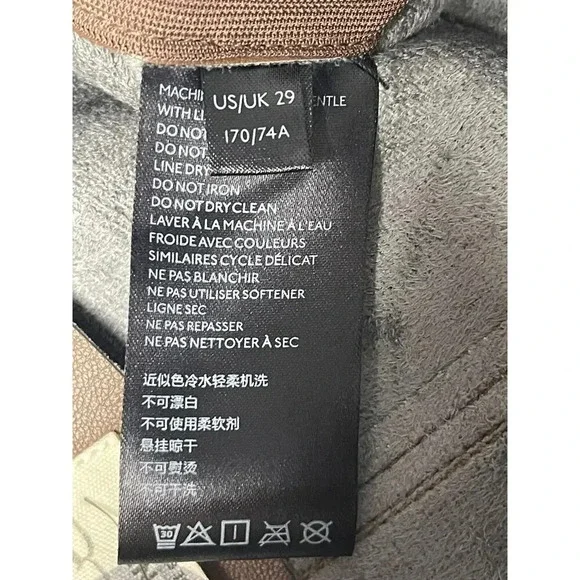 US/UK 29
170/74A
MACHI ENTLE
WITH LI
DO NOT
DO NOT
LINE DRY
DO NOT IRON
DO NOT DRY CLEAN
LAVER À LA MACHINE À L'EAU
FROIDE AVEC COULEURS
SIMILAIRES CYCLE DÉLICAT
NE PAS BLANCHIR
NE PAS UTILISER SOFTENER
LIGNE SEC
NE PAS REPASSER
NE PAS NETTOYER À SEC
近似色冷水轻柔机洗
不可漂白
不可使用柔软剂
悬挂晾干
不可熨烫
不可干洗
30